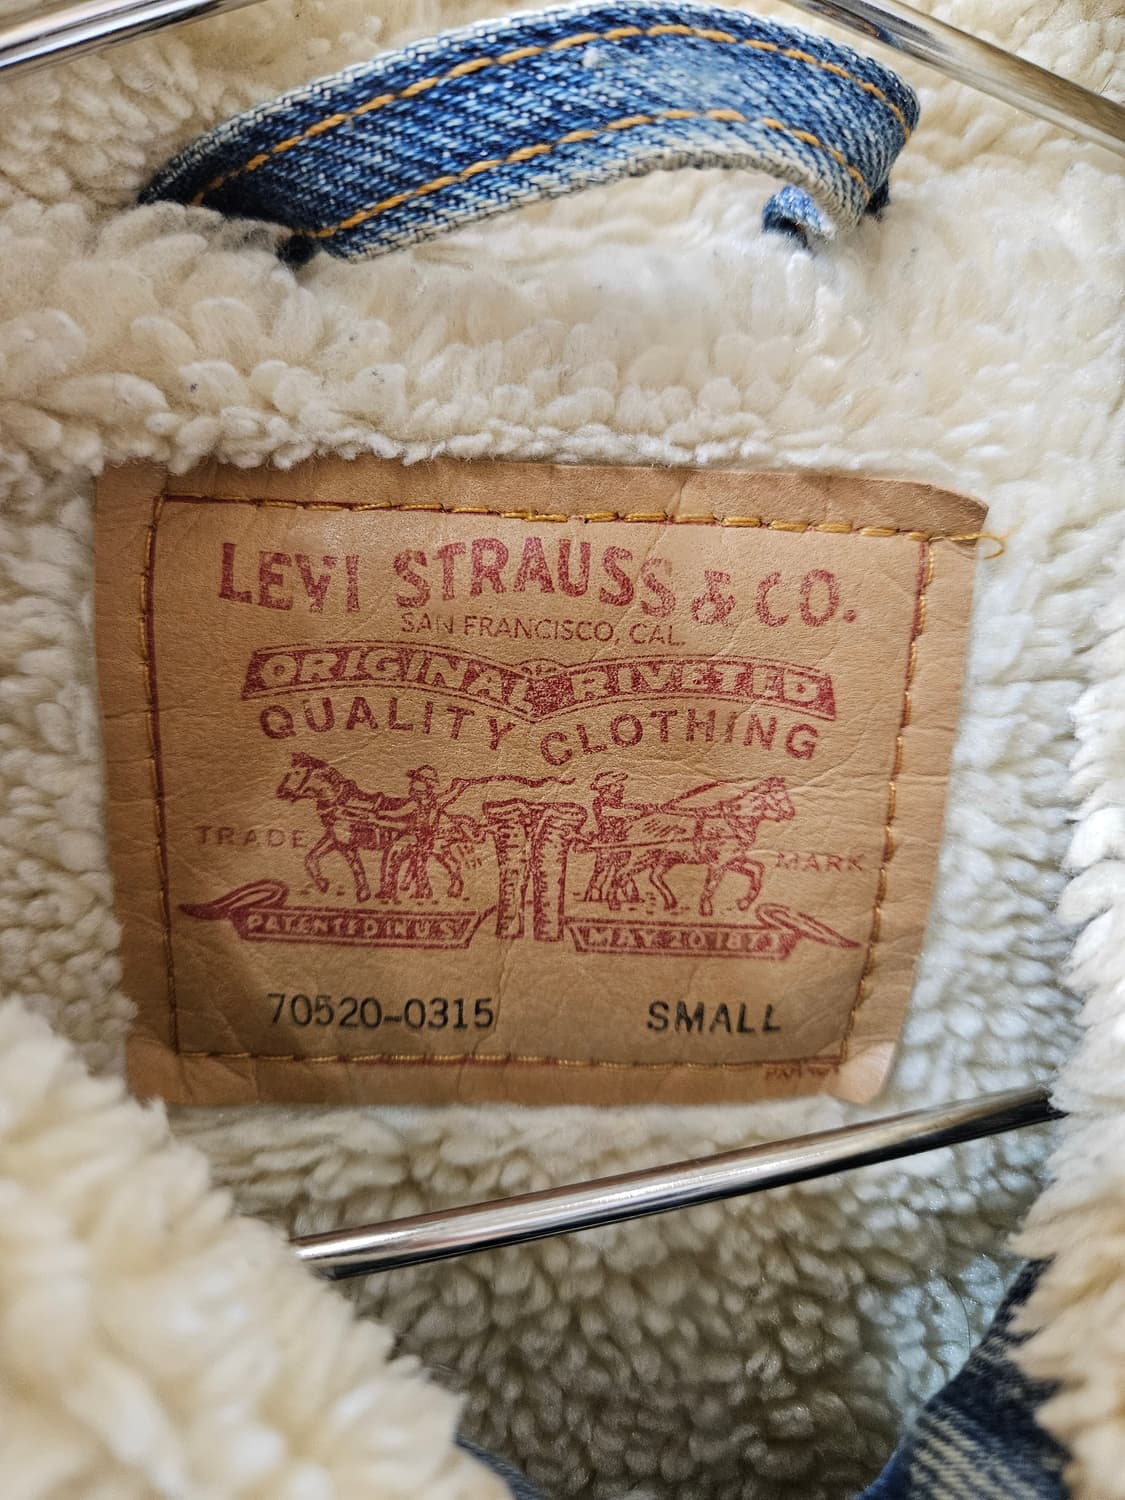 LEVI STRAUSS & CO.
SAN FRANCISCO, CAL.
ORIGINAL RIVETED
QUALITY CLOTHING
TRADE MARK
PATENTED IN U.S. MAY 20 1873
70520-0315 SMALL